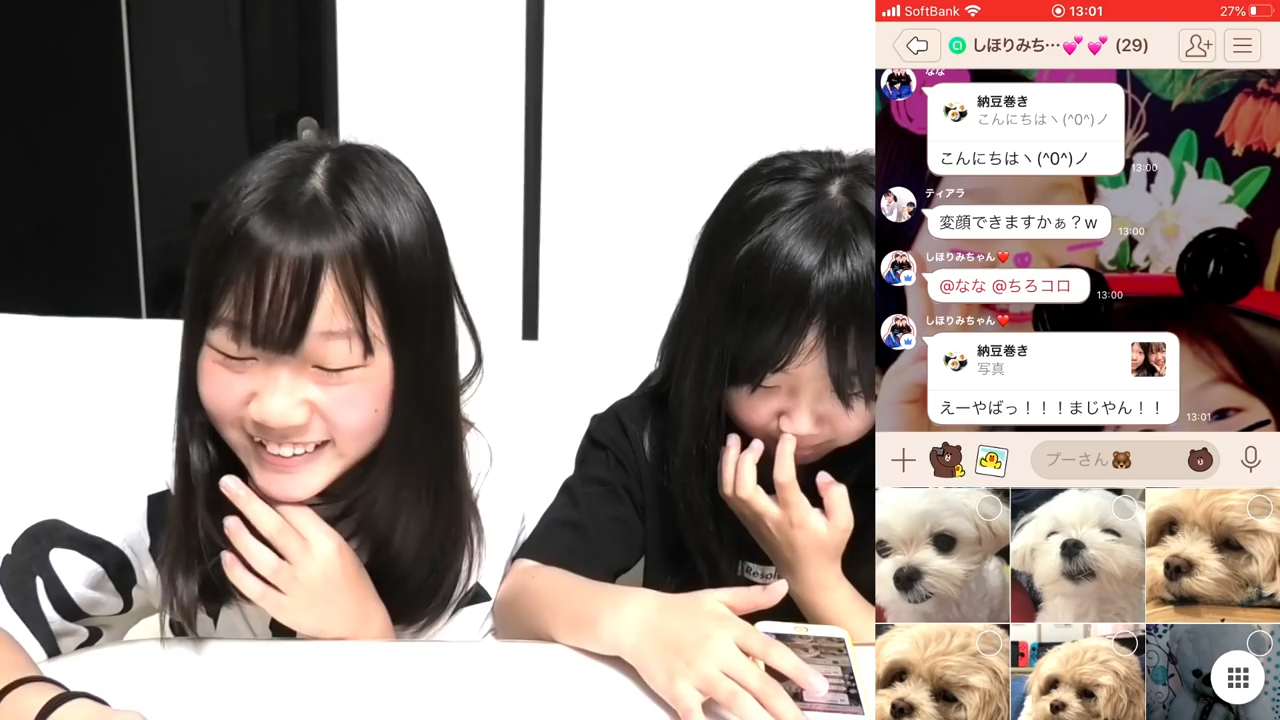 SoftBank 13:01 27%
しほりみち…💕 💕 (29)
なな
納豆巻き
こんにちはヽ(^0^)ノ
こんにちはヽ(^0^)ノ
13:00
ティアラ
変顔できますかぁ？w
13:00
しほりみちゃん❤️
@なな @ちろコロ
13:00
しほりみちゃん❤️
納豆巻き
写真
えーやばっ！！！まじやん！！
13:01
プーさん🐻